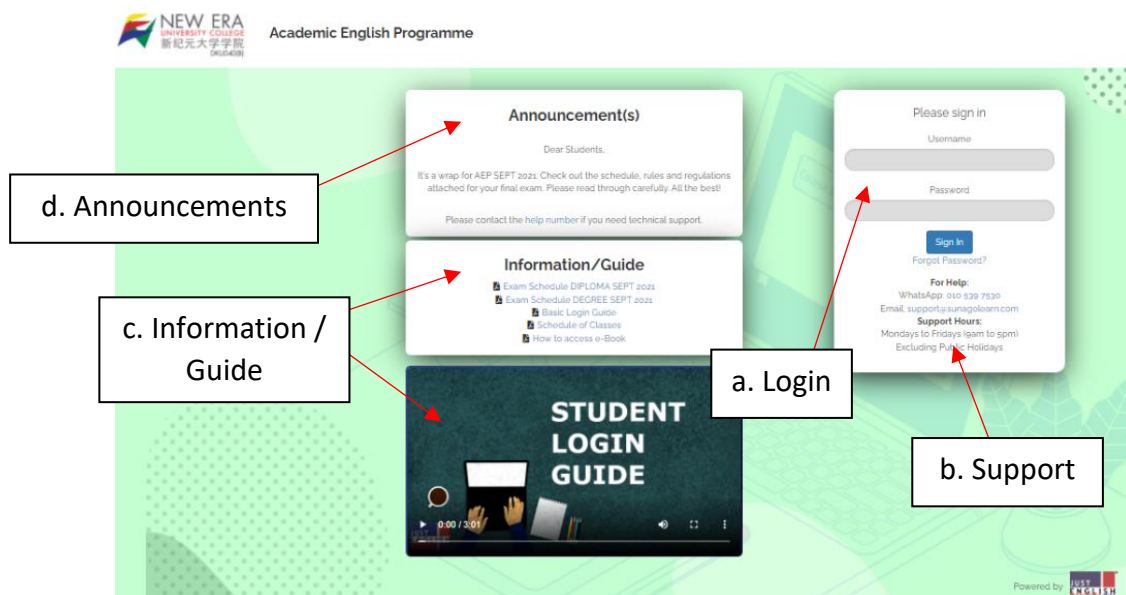 NEW ERA
UNIVERSITY COLLEGE
新纪元大学学院
DKU040(B)
Academic English Programme
Announcement(s)
Dear Students,
It's a wrap for AEP SEPT 2021. Check out the schedule, rules and regulations
attached for your final exam. Please read through carefully. All the best!
Please contact the help number if you need technical support.
d. Announcements
Information/Guide
Exam Schedule DIPLOMA SEPT 2021
Exam Schedule DEGREE SEPT 2021
Basic Login Guide
Schedule of Classes
How to access e-Book
c. Information /
Guide
STUDENT
LOGIN
GUIDE
0:00 / 3:01
Please sign in
Username
Password
Sign In
Forgot Password?
For Help:
WhatsApp: 010 539 7530
Email: support@sunagolearn.com
Support Hours:
Mondays to Fridays (9am to 5pm)
Excluding Public Holidays
a. Login
b. Support
Powered by
JUST
ENGLISH